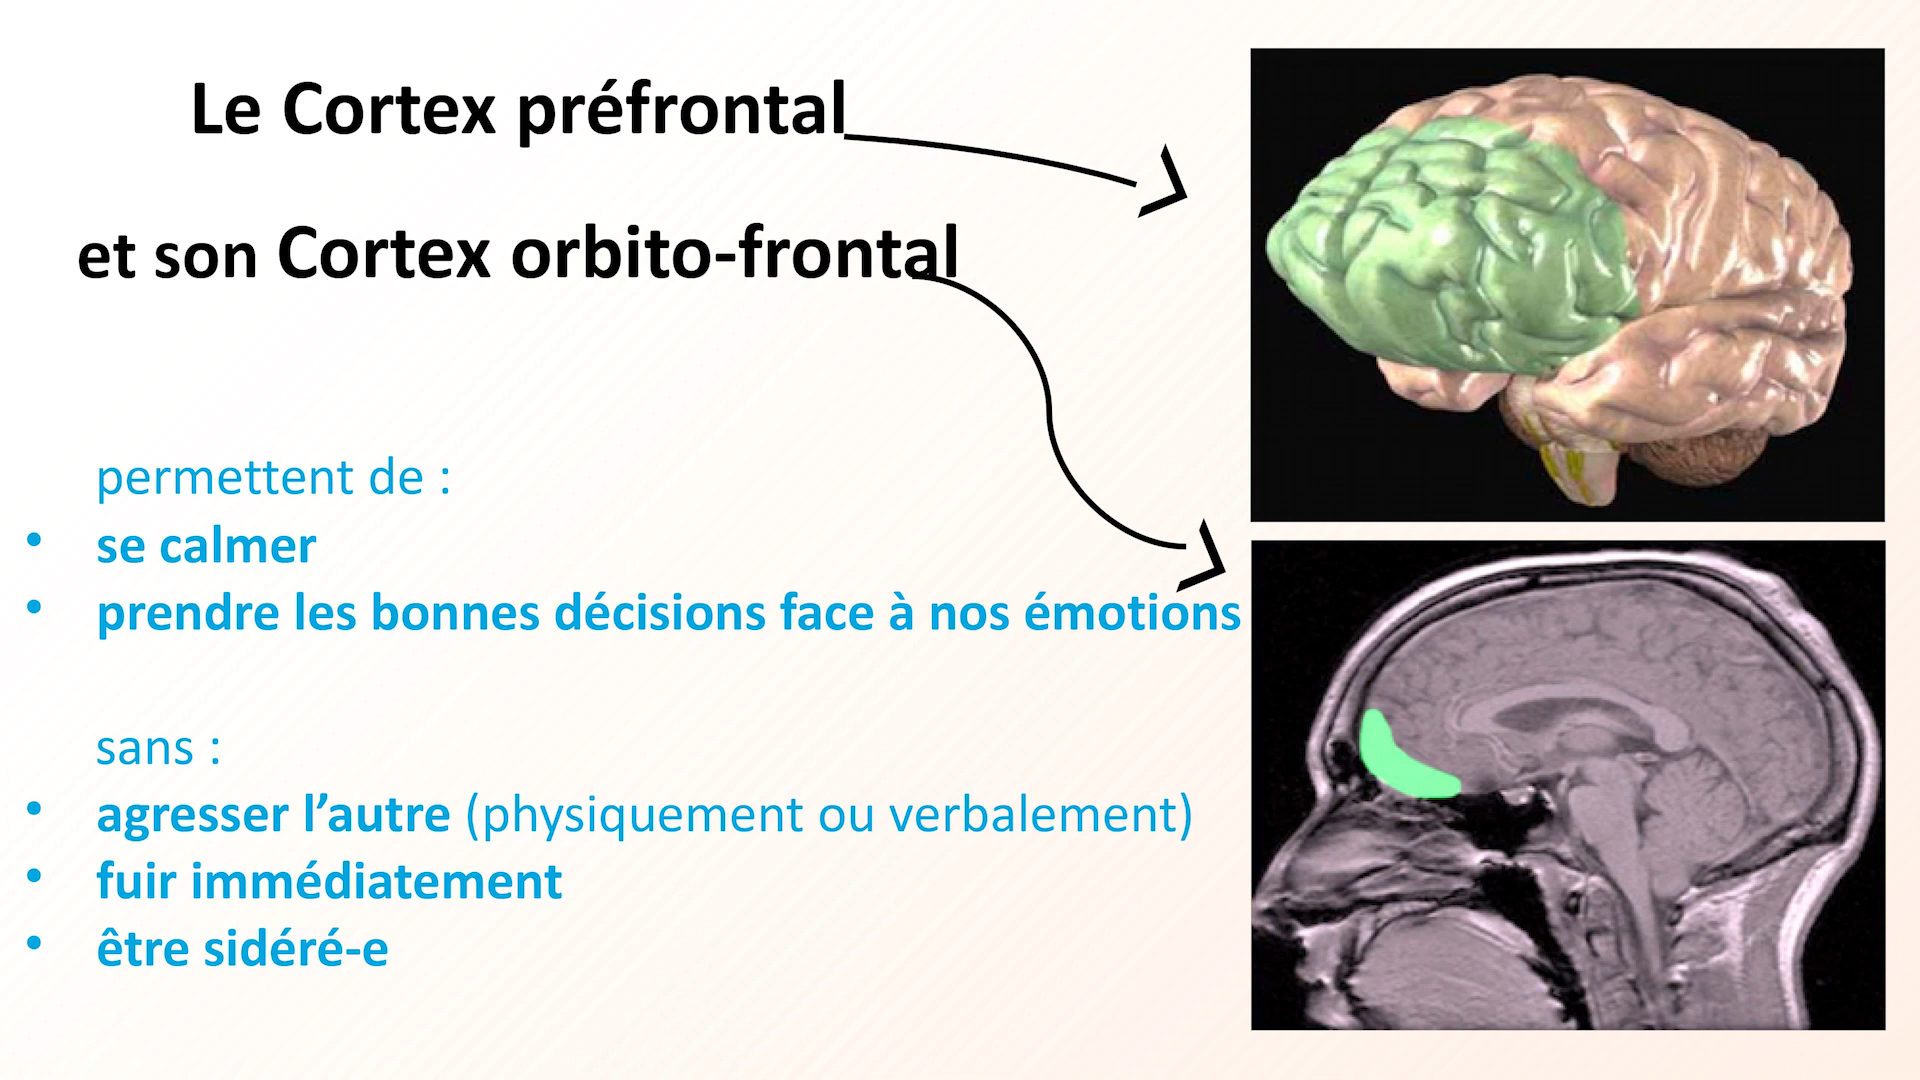 Le Cortex préfrontal
et son Cortex orbito-frontal
permettent de :
• se calmer
• prendre les bonnes décisions face à nos émotions
sans :
• agresser l’autre (physiquement ou verbalement)
• fuir immédiatement
• être sidéré-e